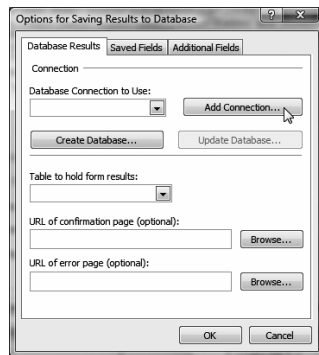 Options for Saving Results to Database
Database Results Saved Fields Additional Fields
Connection
Database Connection to Use:
Add Connection...
Create Database... Update Database...
Table to hold form results:
URL of confirmation page (optional):
Browse...
URL of error page (optional):
Browse...
OK Cancel